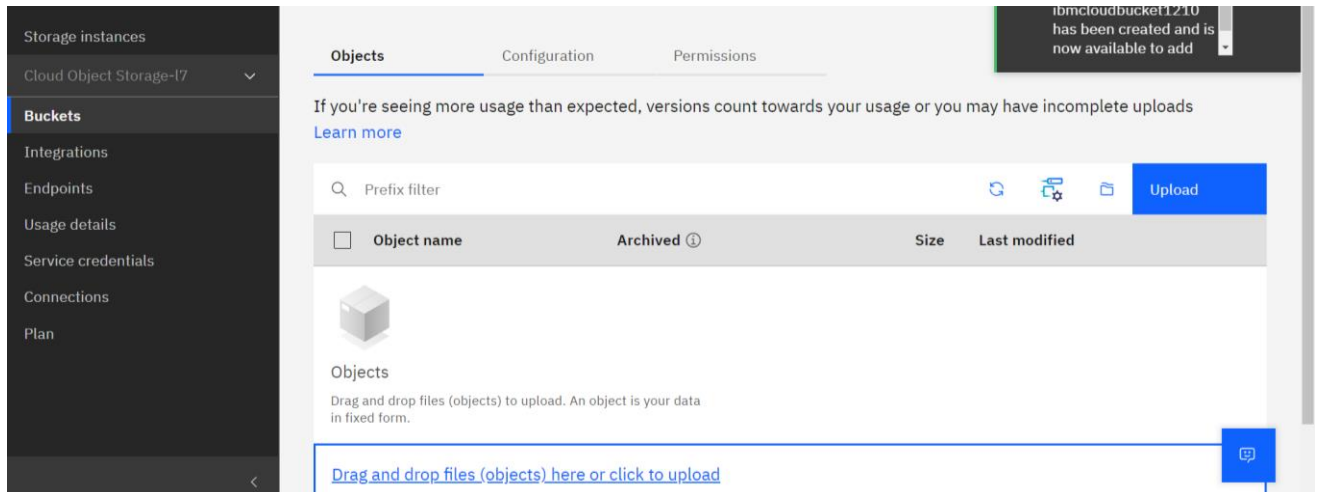 Storage instances
Cloud Object Storage-l7
Buckets
Integrations
Endpoints
Usage details
Service credentials
Connections
Plan
ibmcloudbucket1210
has been created and is
now available to add
Objects Configuration Permissions
If you're seeing more usage than expected, versions count towards your usage or you may have incomplete uploads
Learn more
Prefix filter
Upload
Object name Archived Size Last modified
Objects
Drag and drop files (objects) to upload. An object is your data
in fixed form.
Drag and drop files (objects) here or click to upload